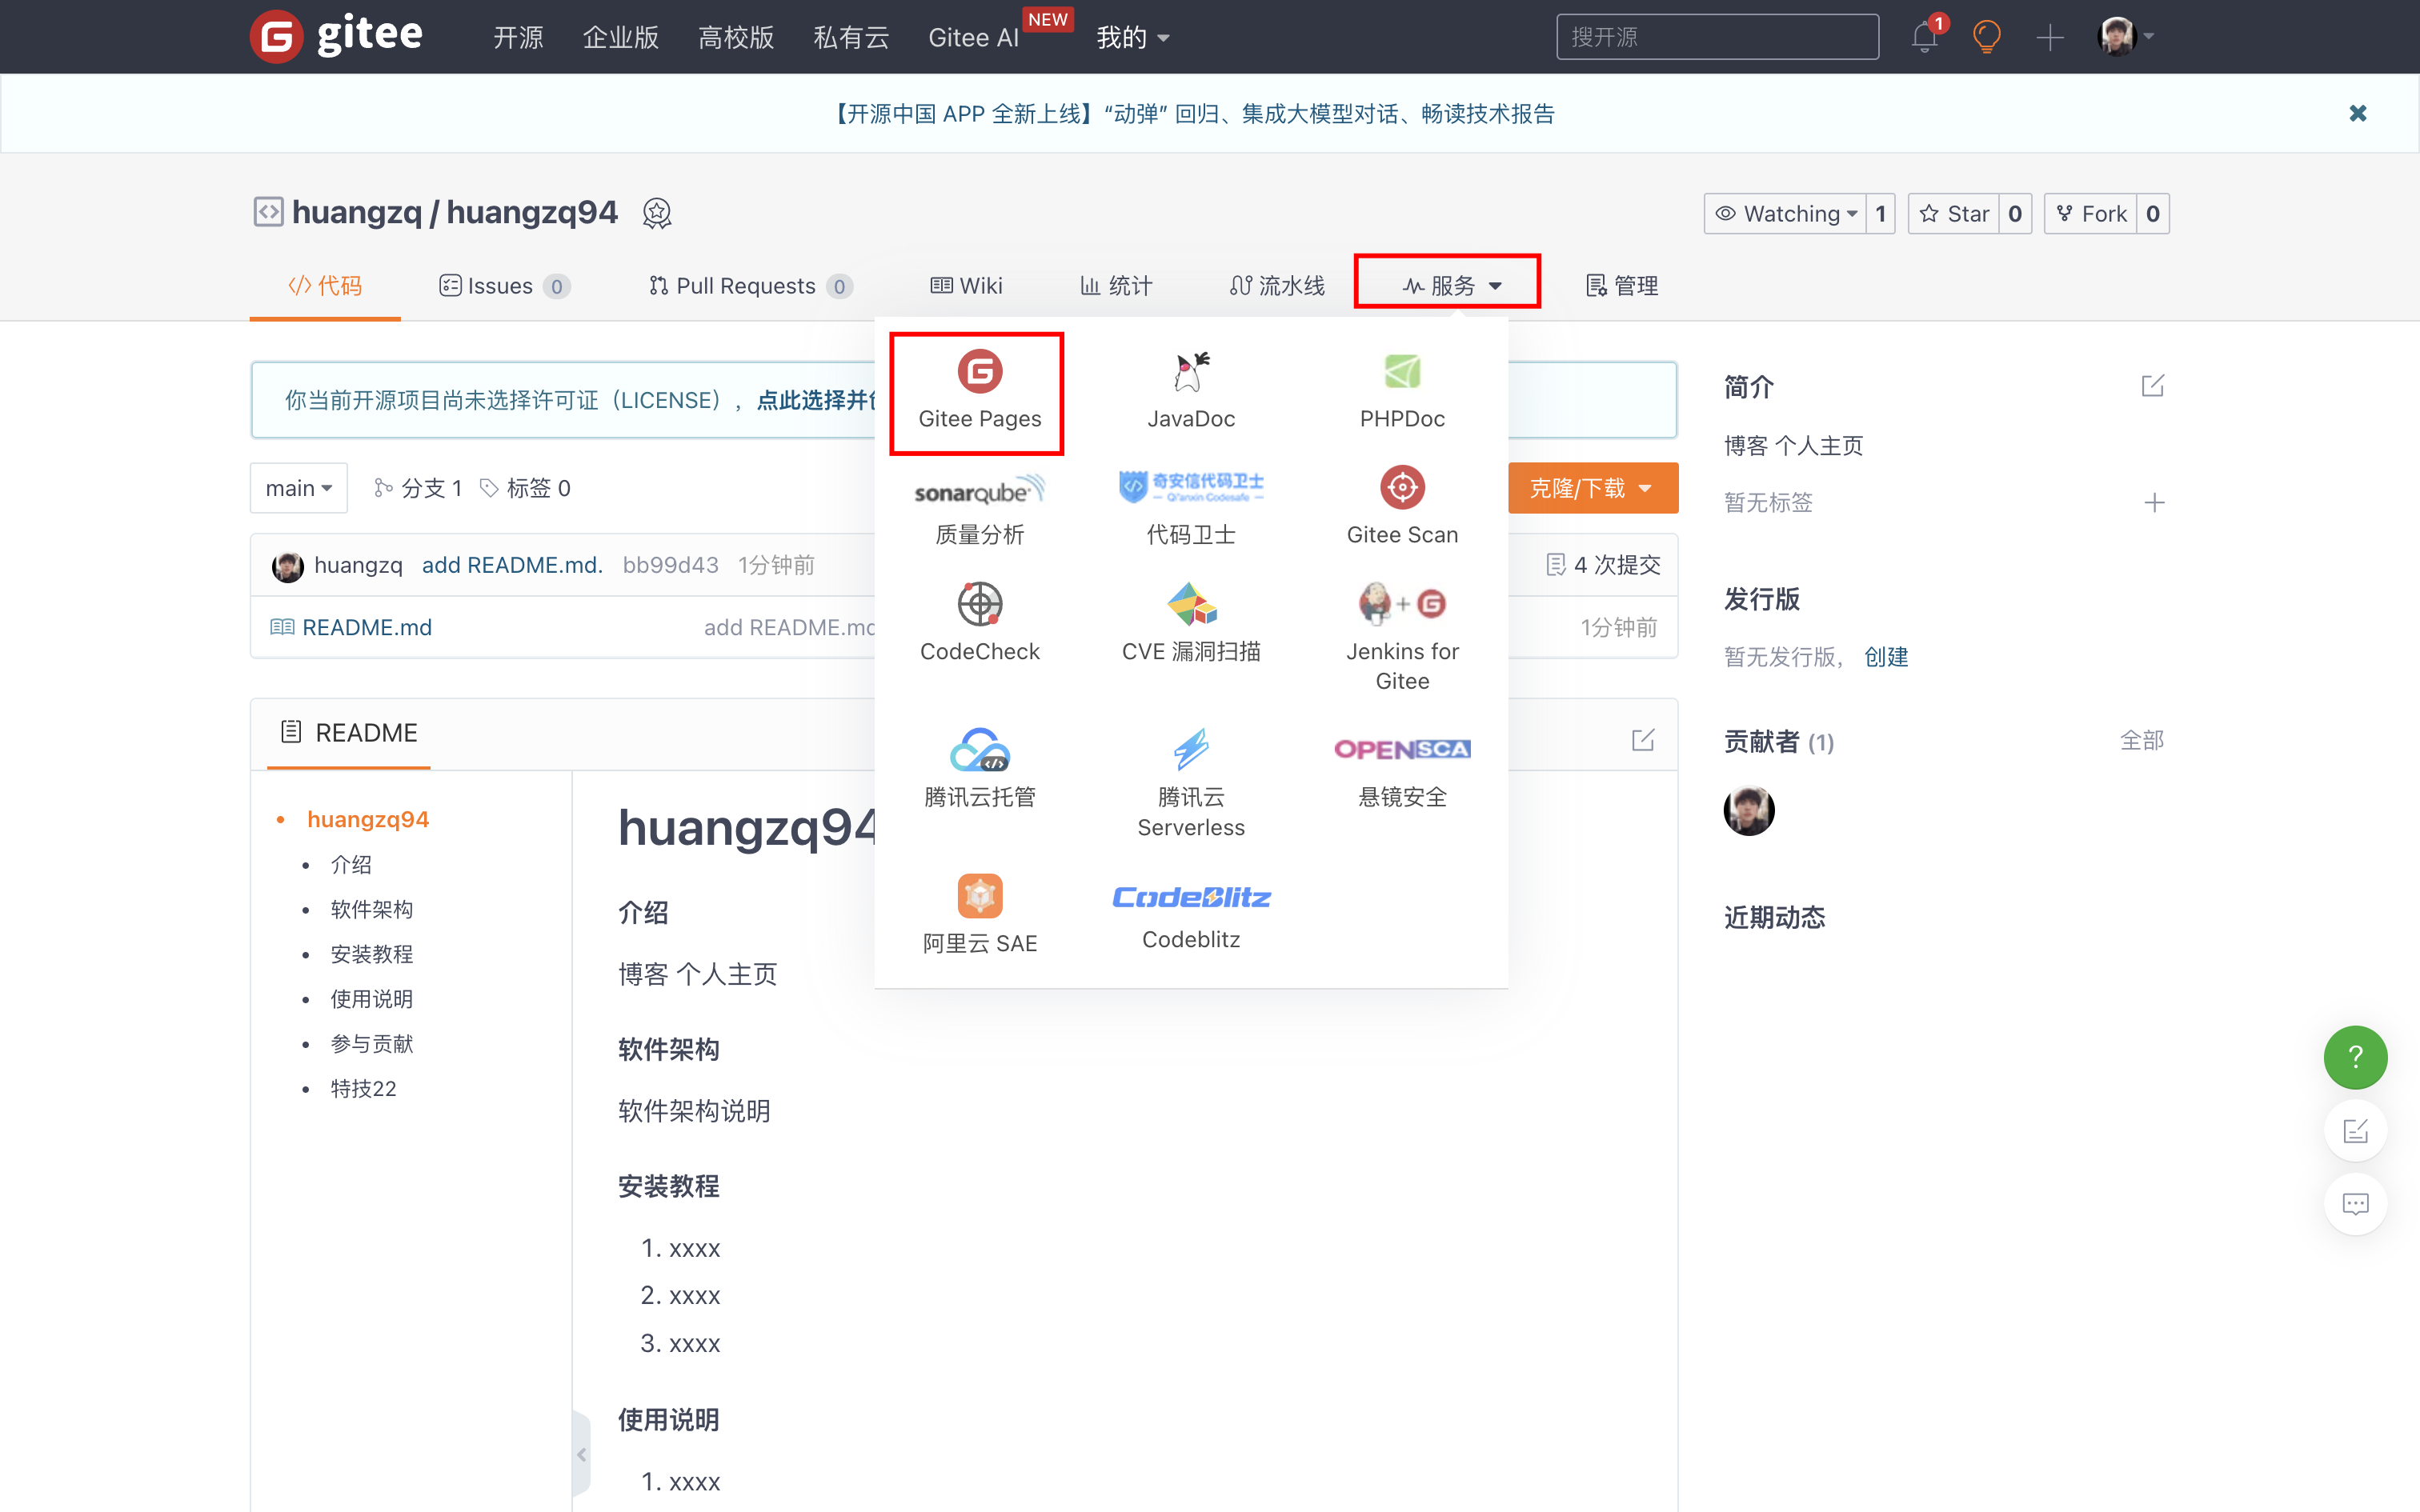 gitee 开源 企业版 高校版 私有云 Gitee AI NEW 我的 搜开源 1
【开源中国 APP 全新上线】“动弹” 回归、集成大模型对话、畅读技术报告
huangzq / huangzq94 Watching 1 Star 0 Fork 0
代码 Issues 0 Pull Requests 0 Wiki 统计 流水线 服务 管理
你当前开源项目尚未选择许可证（LICENSE），点此选择并
main 分支 1 标签 0 克隆/下载
huangzq add README.md. bb99d43 1分钟前 4 次提交
README.md add README.md 1分钟前
README
huangzq94
介绍
软件架构
安装教程
使用说明
参与贡献
特技22
huangzq94
介绍
博客 个人主页
软件架构
软件架构说明
安装教程
1. xxxx
2. xxxx
3. xxxx
使用说明
1. xxxx
Gitee Pages JavaDoc PHPDoc
sonarqube 奇安信代码卫士
Qi'anxin Codesafe
质量分析 代码卫士 Gitee Scan
CodeCheck CVE 漏洞扫描 Jenkins for
Gitee
OPENSCA
腾讯云托管 腾讯云 悬镜安全
Serverless
CodeBlitz
阿里云 SAE Codeblitz
简介
博客 个人主页
暂无标签
发行版
暂无发行版， 创建
贡献者 (1) 全部
近期动态
?